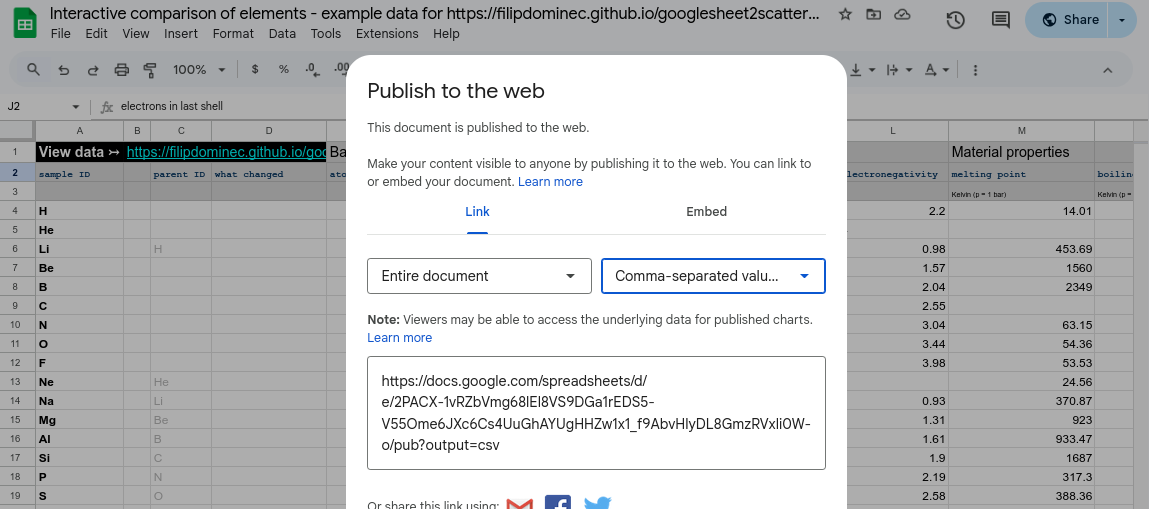 Interactive comparison of elements - example data for https://filipdominec.github.io/googlesheet2scatter...
File Edit View Insert Format Data Tools Extensions Help
Share
100% $ % .0 .00
J2 fx electrons in last shell
Publish to the web
This document is published to the web.
Make your content visible to anyone by publishing it to the web. You can link to
or embed your document. Learn more
Link Embed
Entire document Comma-separated valu...
Note: Viewers may be able to access the underlying data for published charts.
Learn more
https://docs.google.com/spreadsheets/d/
e/2PACX-1vRZbVmg68lEI8VS9DGa1rEDS5-
V55Ome6JXc6Cs4UuGhAYUgHHZw1x1_f9AbvHIyDL8GmzRVxIi0W-
o/pub?output=csv
Or share this link using:
A B C D L M
1 View data ↣ https://filipdominec.github.io/goo Ba Material properties
2 sample ID parent ID what changed ato lectronegativity melting point boilin
3 Kelvin (p = 1 bar) Kelvin (p =
4 H 2.2 14.01
5 He
6 Li H 0.98 453.69
7 Be 1.57 1560
8 B 2.04 2349
9 C 2.55
10 N 3.04 63.15
11 O 3.44 54.36
12 F 3.98 53.53
13 Ne He 24.56
14 Na Li 0.93 370.87
15 Mg Be 1.31 923
16 Al B 1.61 933.47
17 Si C 1.9 1687
18 P N 2.19 317.3
19 S O 2.58 388.36